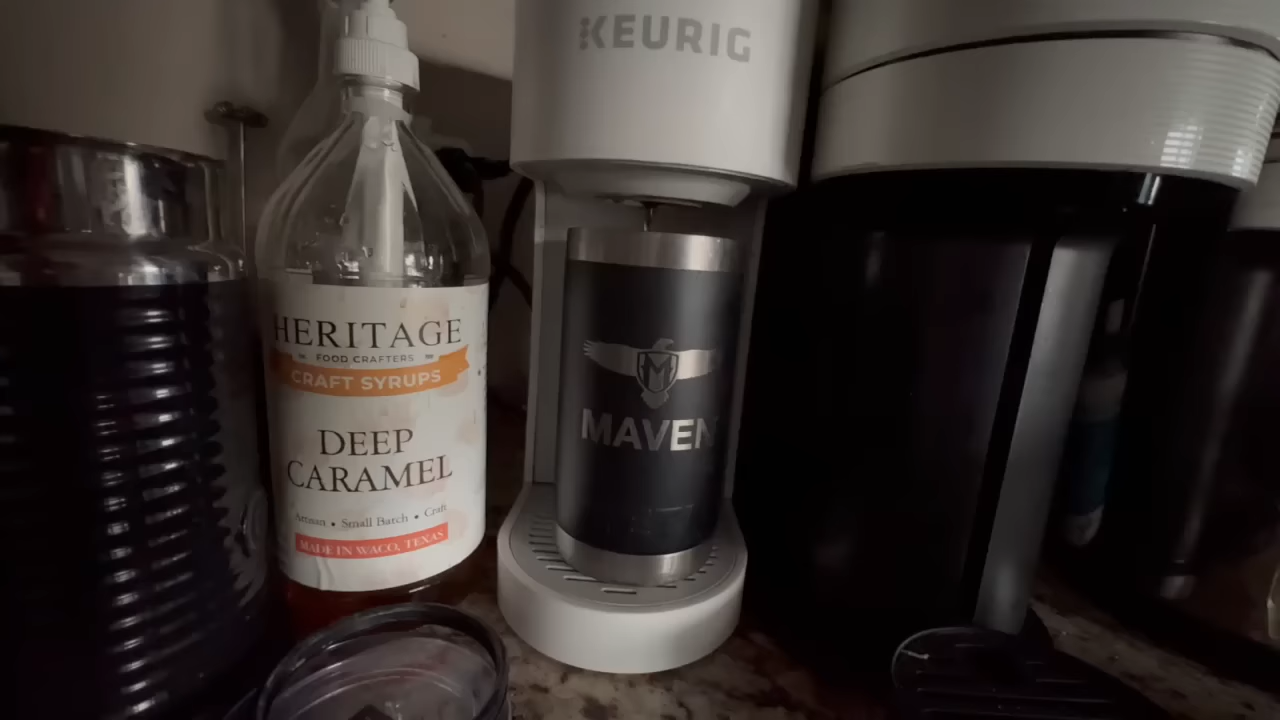 KEURIG
HERITAGE
FOOD CRAFTERS
CRAFT SYRUPS
DEEP
CARAMEL
Artisan • Small Batch • Craft
MADE IN WACO, TEXAS
M
MAVEN